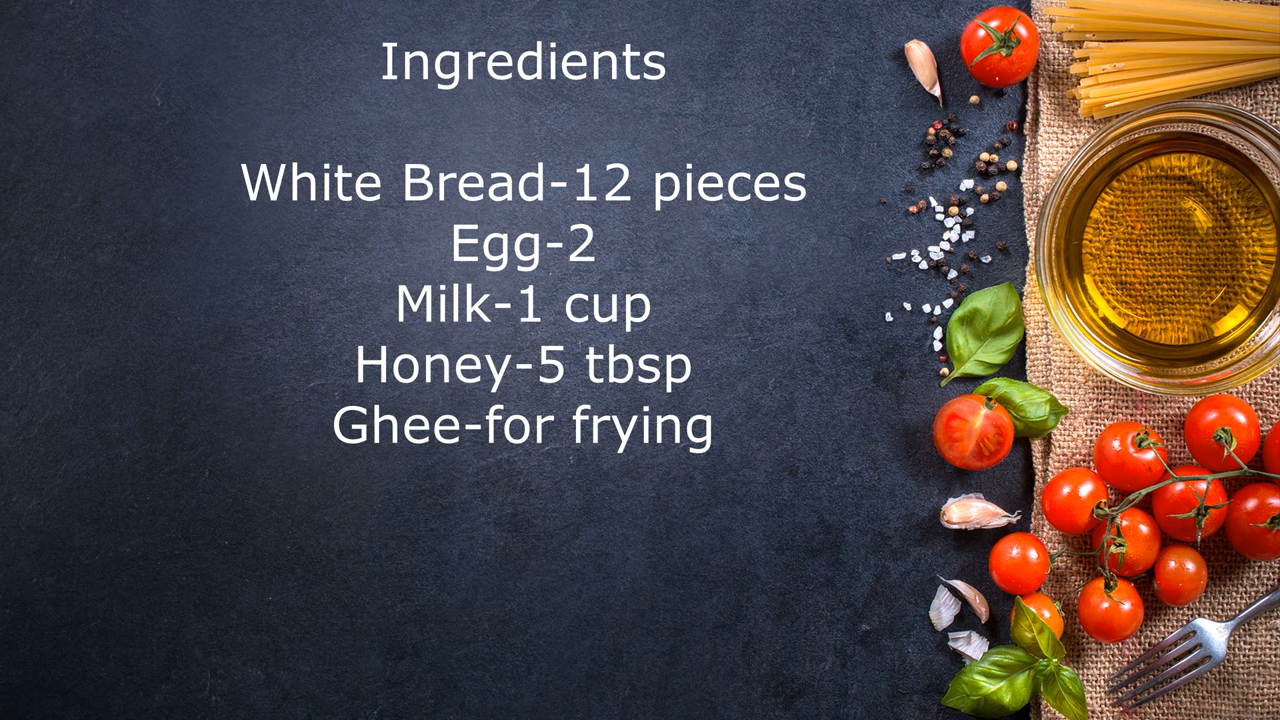 Ingredients
White Bread-12 pieces
Egg-2
Milk-1 cup
Honey-5 tbsp
Ghee-for frying